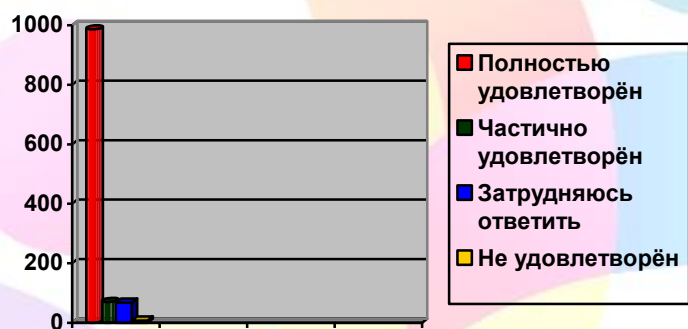 1000
800
600
400
200
0
Полностью
удовлетворён
Частично
удовлетворён
Затрудняюсь
ответить
Не удовлетворён